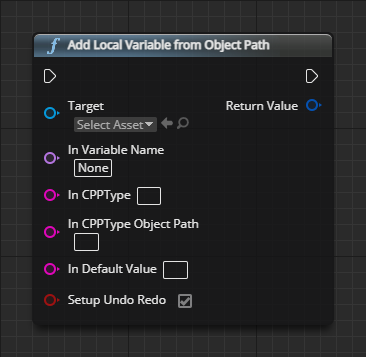 f Add Local Variable from Object Path
Target Return Value
Select Asset
In Variable Name
None
In CPPType
In CPPType Object Path
In Default Value
Setup Undo Redo